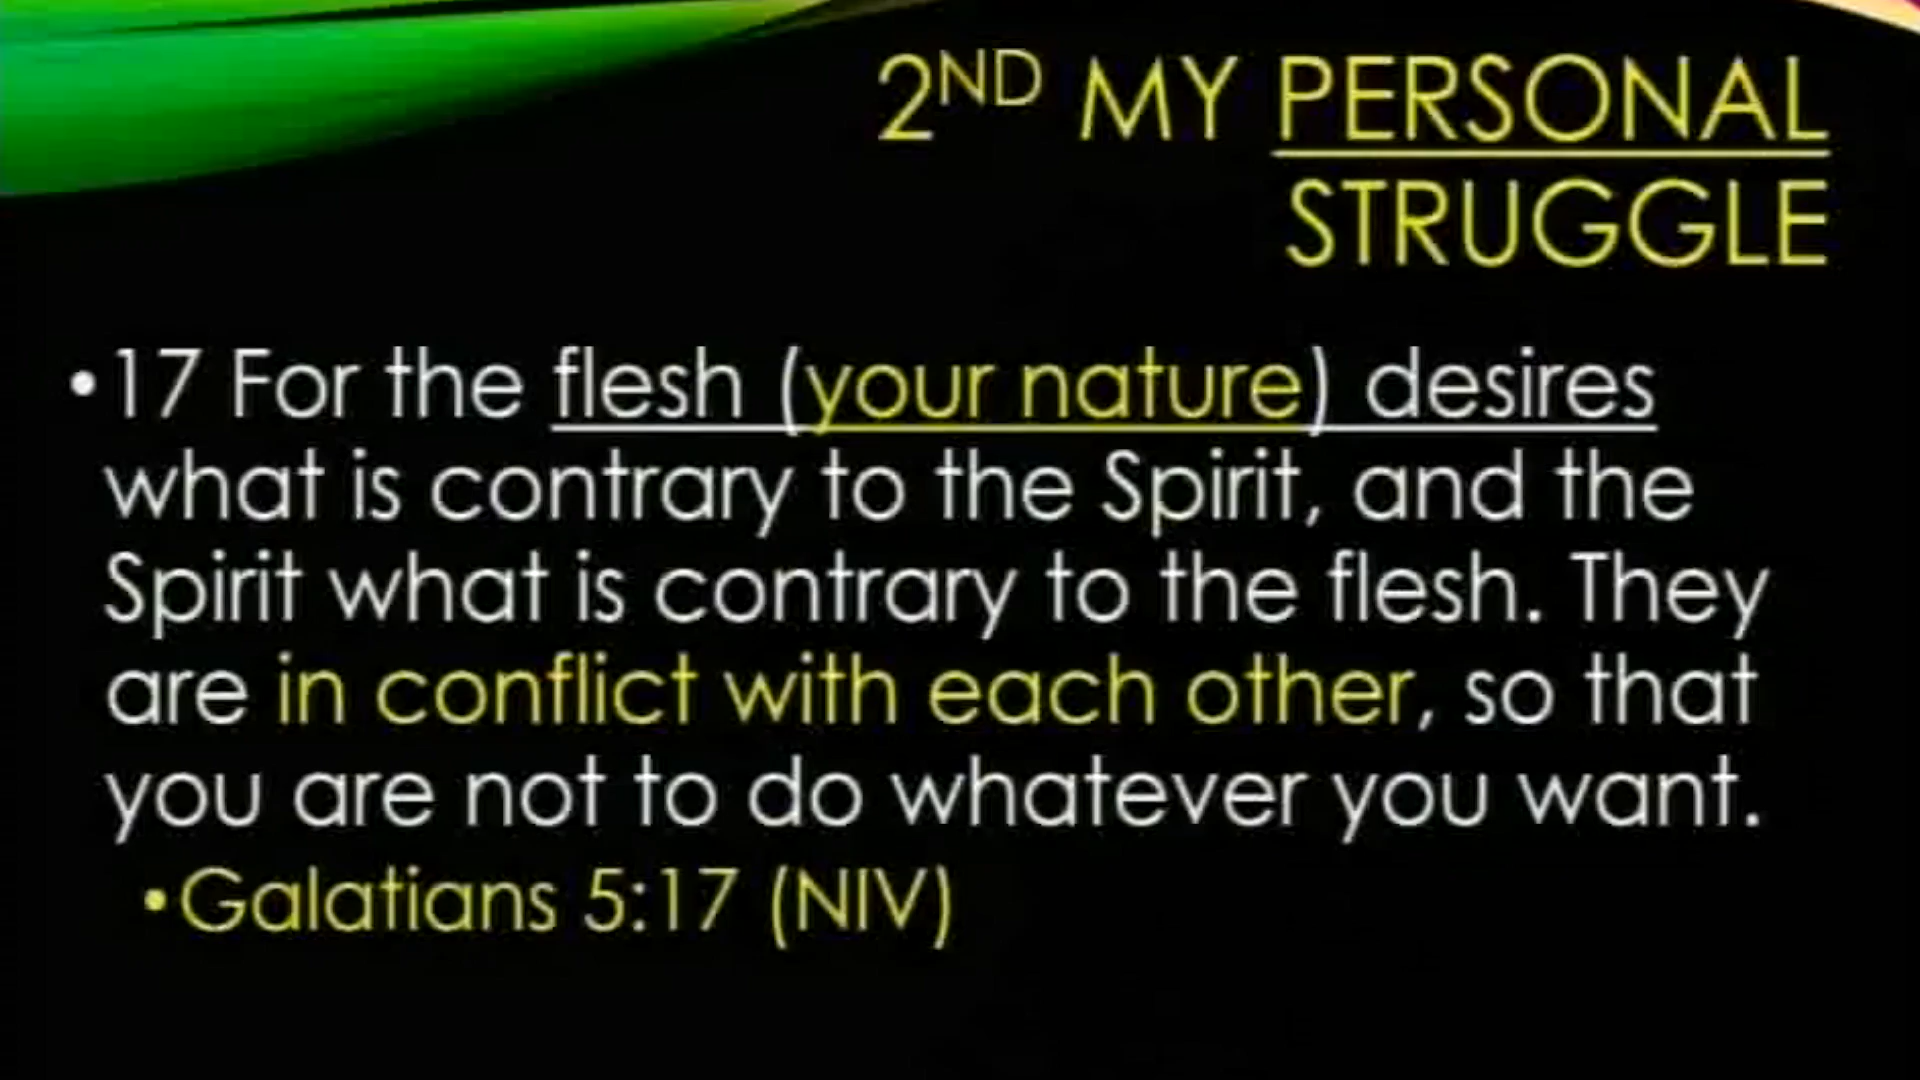 2ND MY PERSONAL
STRUGGLE
•17 For the flesh (your nature) desires
what is contrary to the Spirit, and the
Spirit what is contrary to the flesh. They
are in conflict with each other, so that
you are not to do whatever you want.
•Galatians 5:17 (NIV)